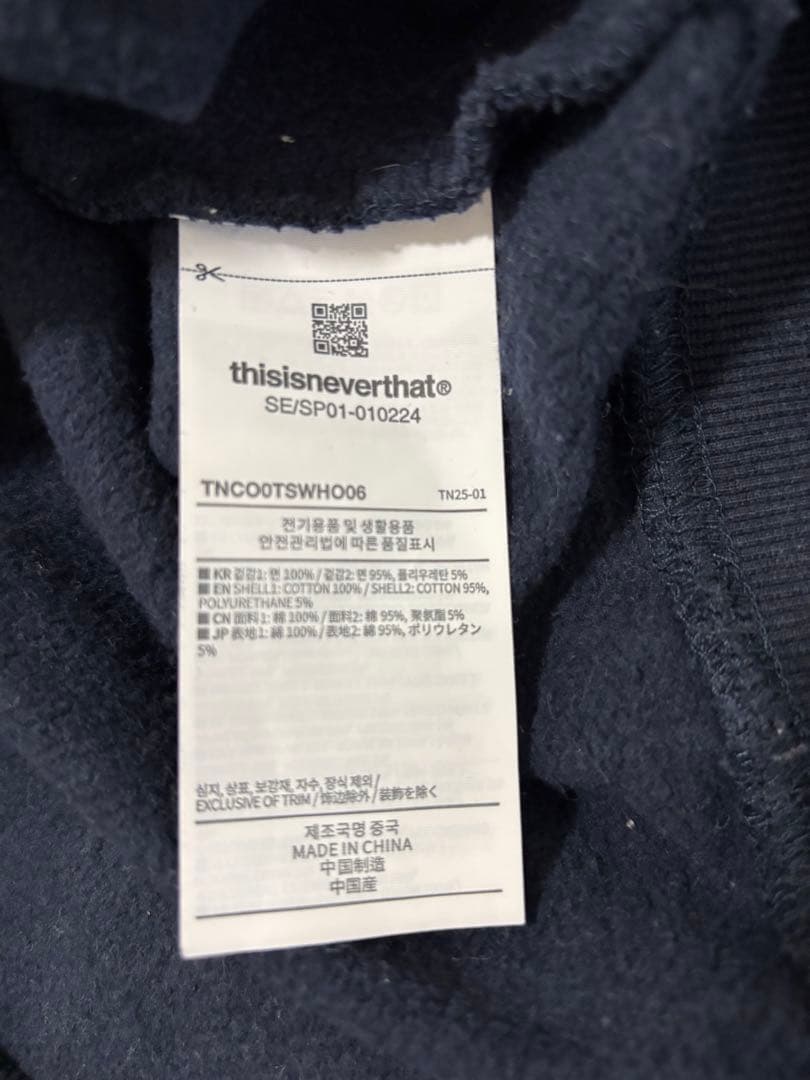 thisisneverthat®
SE/SP01-010224
TNCO0TSWHO06
TN25-01
전기용품 및 생활용품
안전관리법에 따른 품질표시
■ KR 겉감1: 면 100% / 겉감2: 면 95%, 폴리우레탄 5%
■ EN SHELL1: COTTON 100% / SHELL2: COTTON 95%,
POLYURETHANE 5%
■ CN 面料1: 棉 100% / 面料2: 棉 95%, 聚氨酯 5%
■ JP 表地1: 綿 100% / 表地2: 綿 95%, ポリウレタン
5%
심지, 상표, 보강재, 자수, 장식 제외 /
EXCLUSIVE OF TRIM / 饰边除外 / 装飾を除く
제조국명 중국
MADE IN CHINA
中国制造
中国産